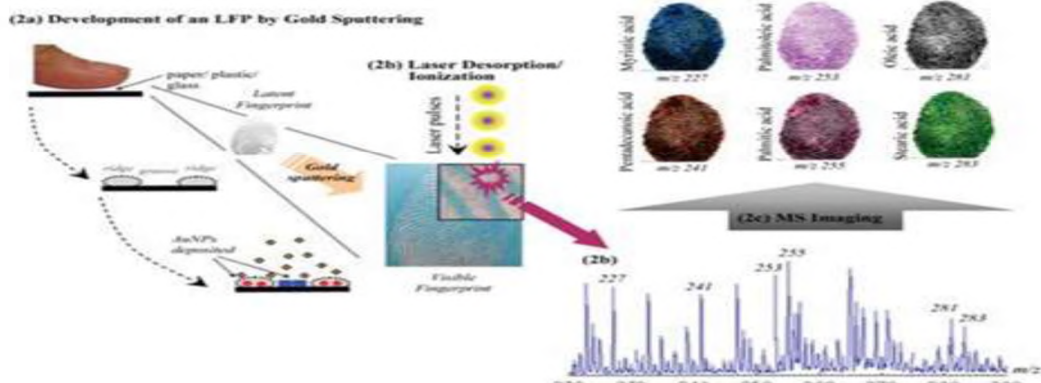 (2a) Development of an LFP by Gold Sputtering
paper/ plastic/
glass
Latent
Fingerprint
ridge
groove
ridge
Gold
sputtering
AuNPs
deposited
(2b) Laser Desorption/
Ionization
Laser pulses
Visible
Fingerprint
Myristic acid
m/z 227
Palmitoleic acid
m/z 253
Oleic acid
m/z 281
Pentadecanoic acid
m/z 241
Palmitic acid
m/z 255
Stearic acid
m/z 283
(2c) MS Imaging
(2b)
227
241
253
255
281
283
m/z